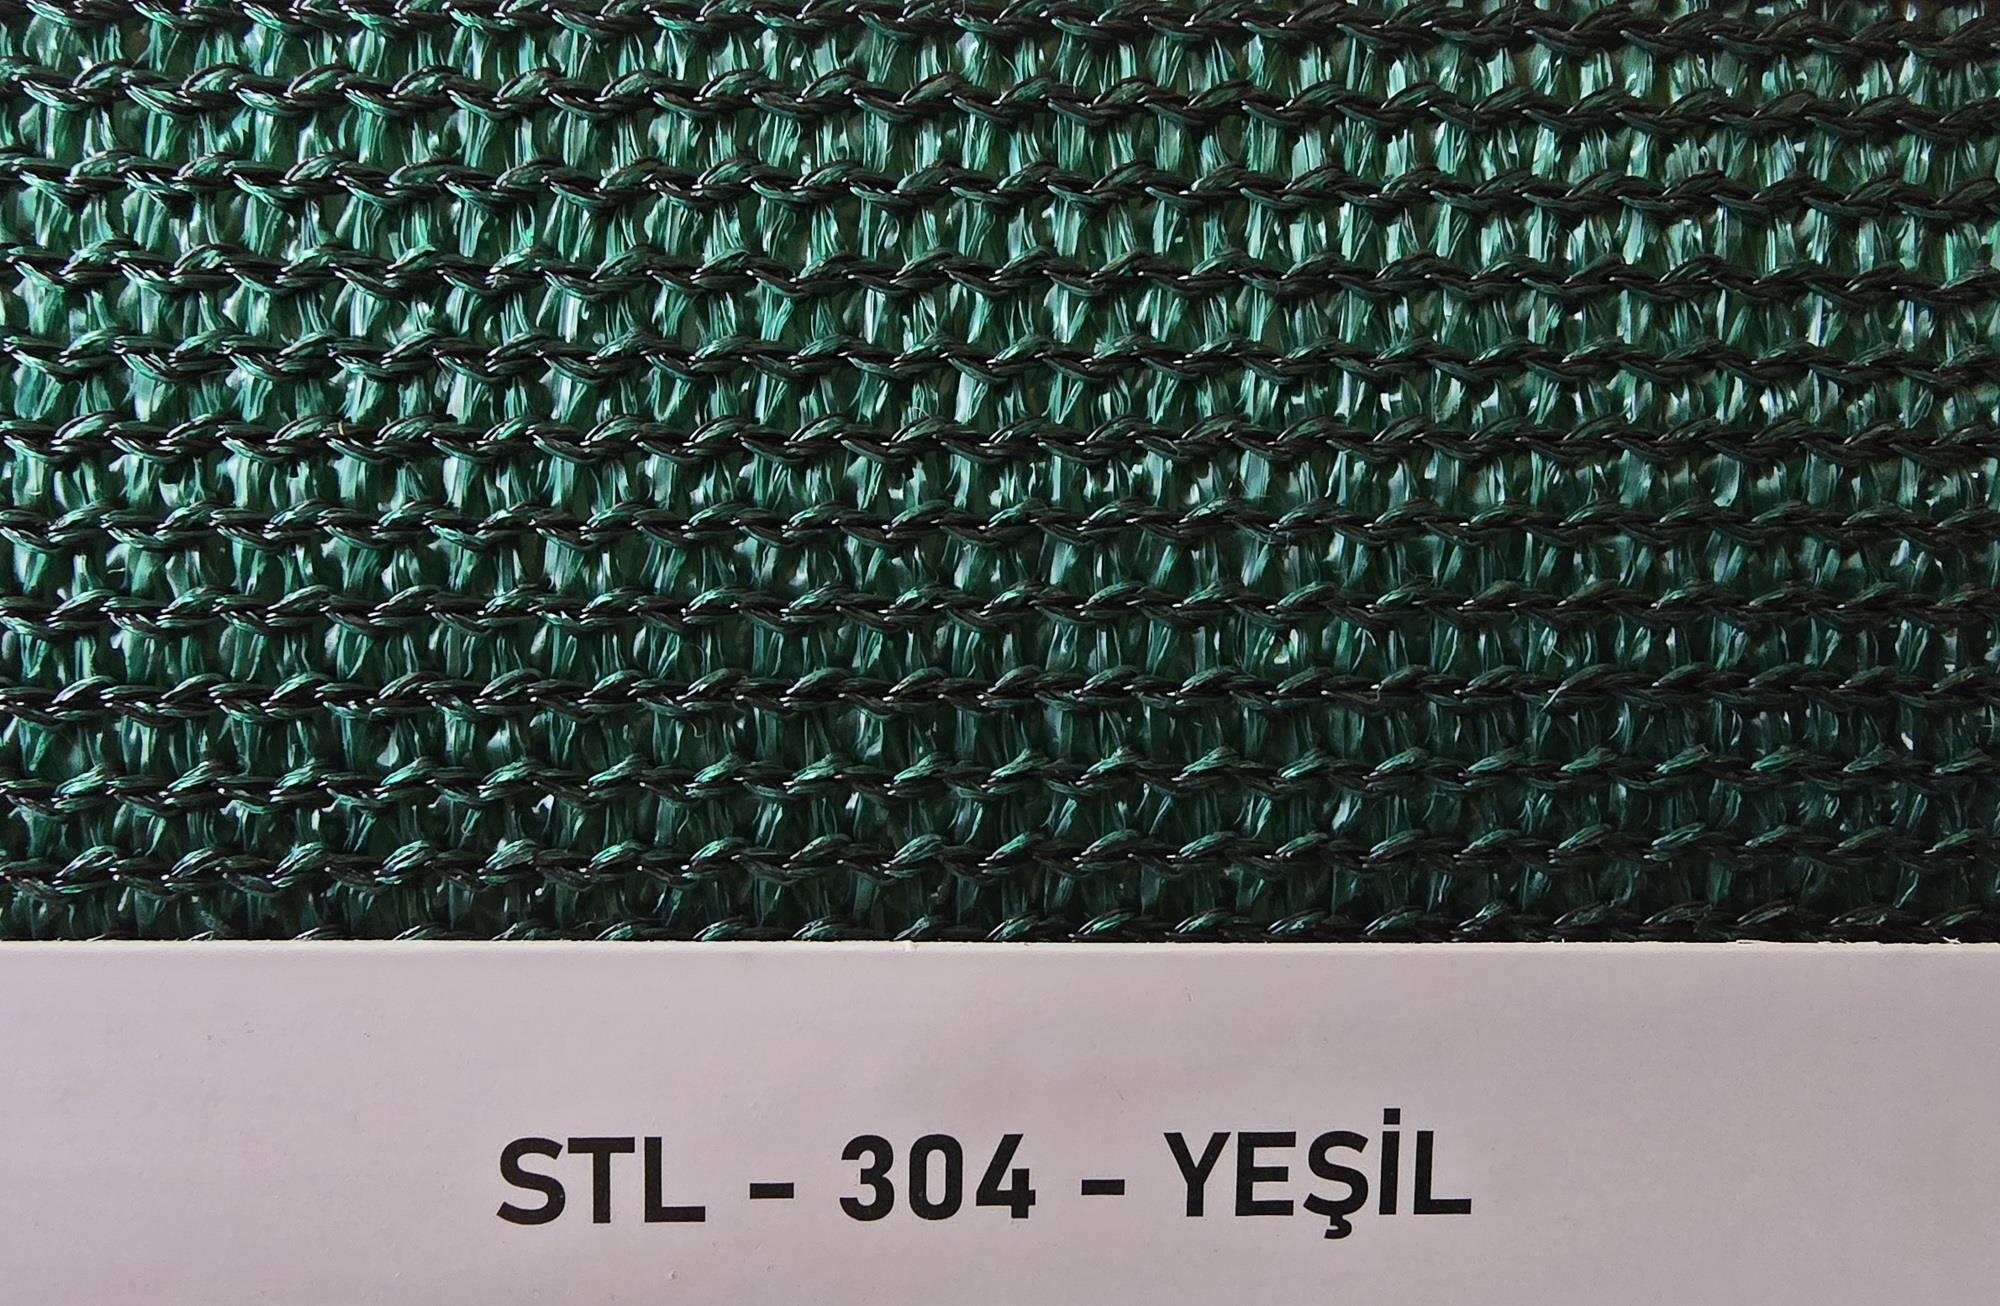 STL - 304 - YEŞİL